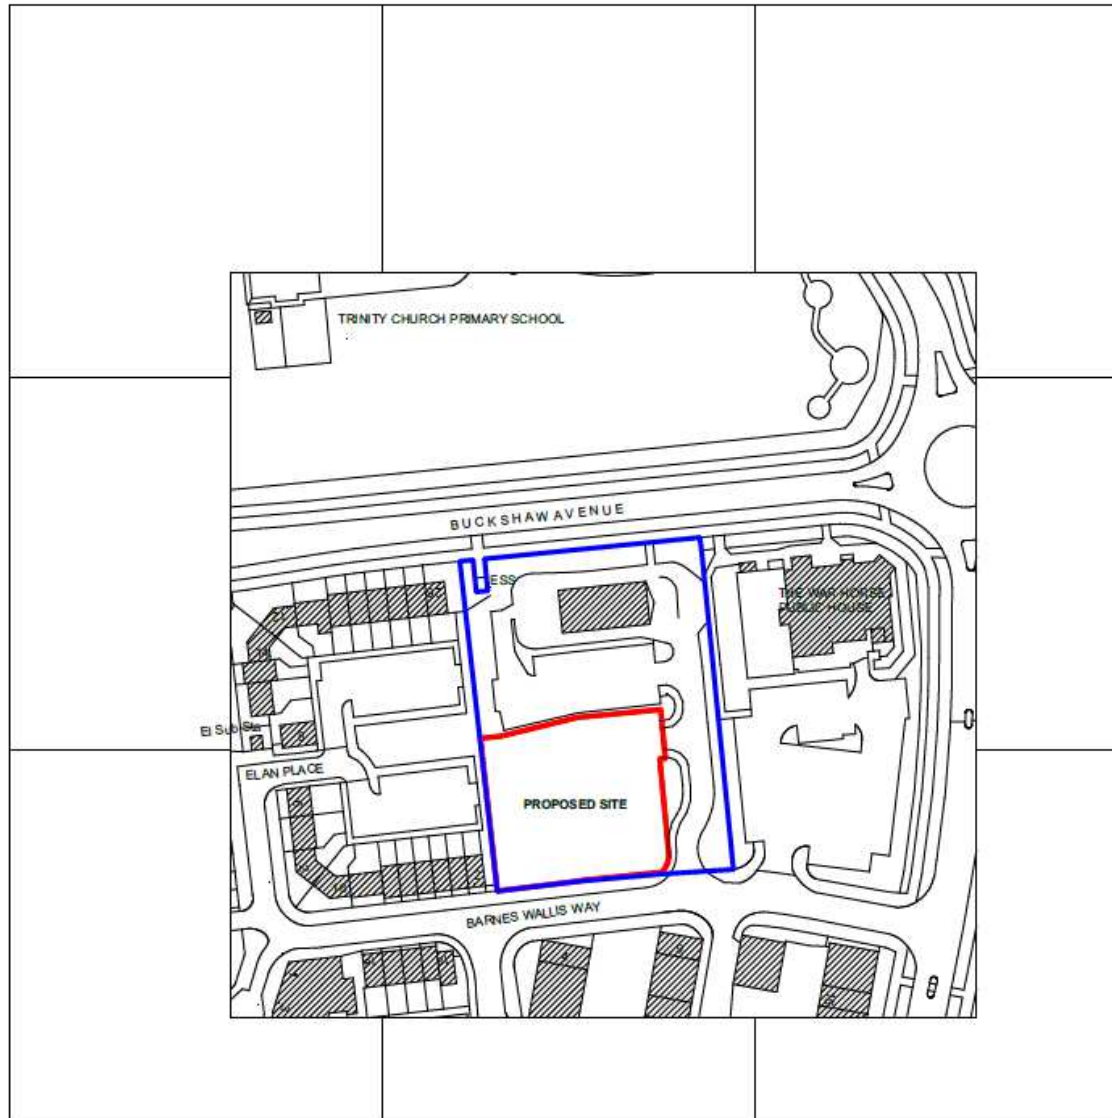 TRINITY CHURCH PRIMARY SCHOOL
BUCKSHAW AVENUE
ESS
THE WAR HORSE
PUBLIC HOUSE
El Sub Sta
ELAN PLACE
PROPOSED SITE
BARNES WALLIS WAY